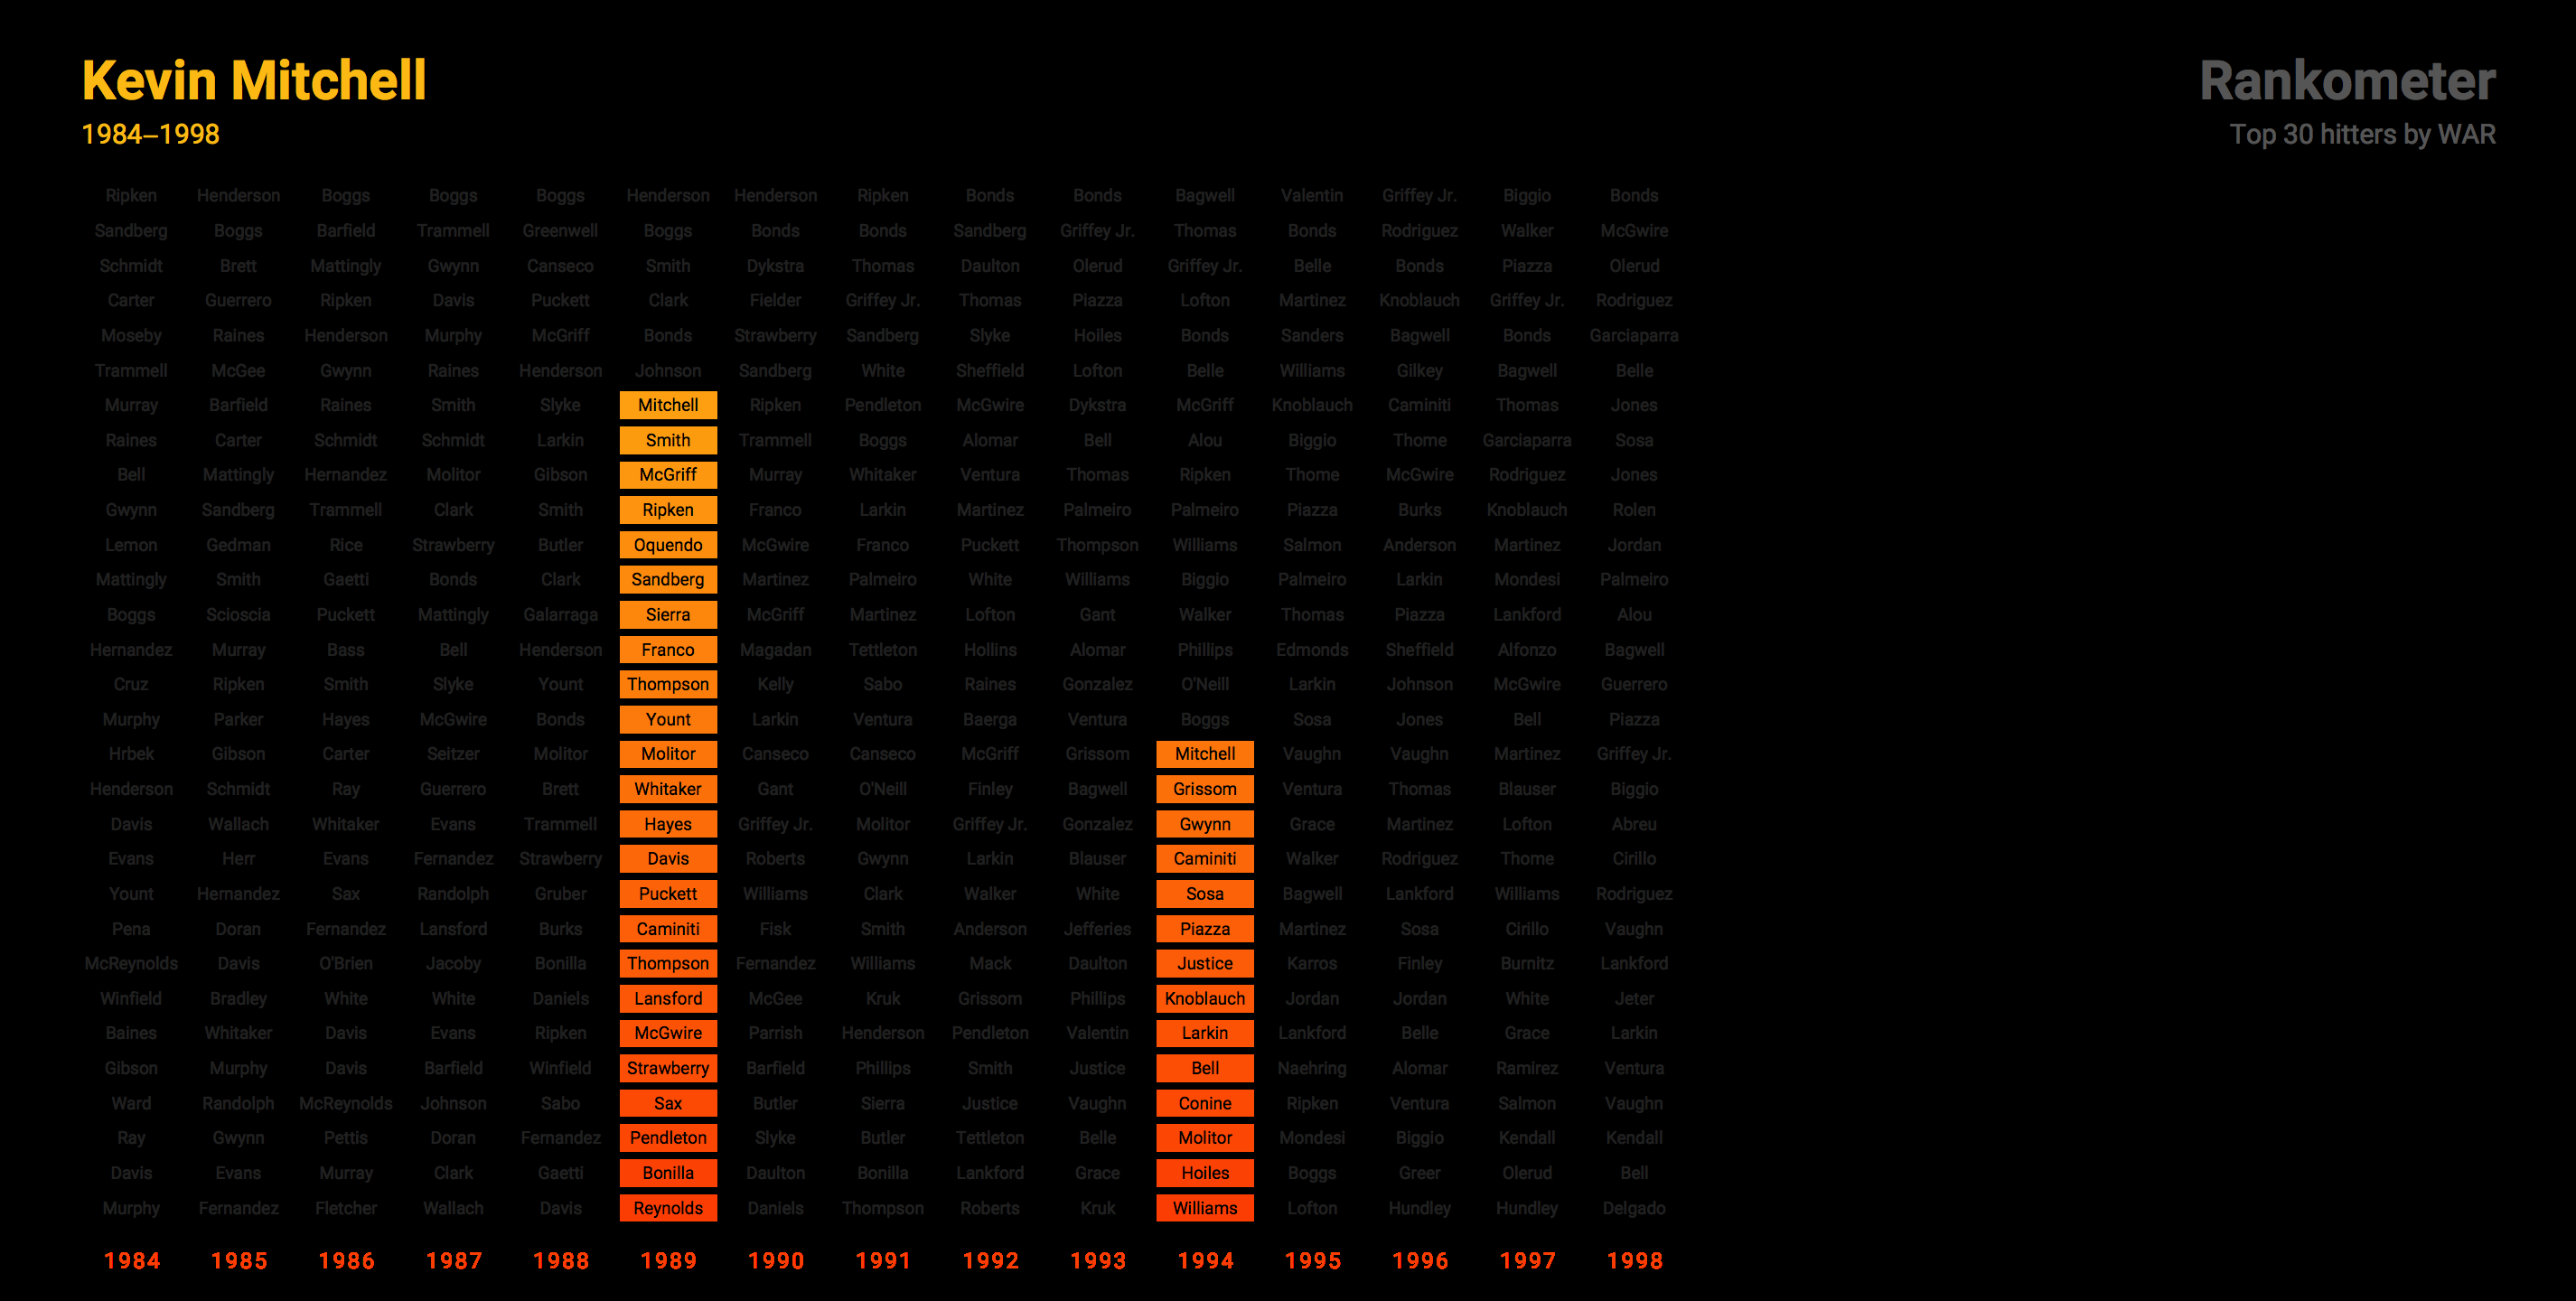 Kevin Mitchell
1984–1998
Rankometer
Top 30 hitters by WAR
Ripken Henderson Boggs Boggs Boggs Henderson Henderson Ripken Bonds Bonds Bagwell Valentin Griffey Jr. Biggio Bonds
Sandberg Boggs Barfield Trammell Greenwell Boggs Bonds Bonds Sandberg Griffey Jr. Thomas Bonds Rodriguez Walker McGwire
Schmidt Brett Mattingly Gwynn Canseco Smith Dykstra Thomas Daulton Olerud Griffey Jr. Belle Bonds Piazza Olerud
Carter Guerrero Ripken Davis Puckett Clark Fielder Griffey Jr. Thomas Piazza Lofton Martinez Knoblauch Griffey Jr. Rodriguez
Moseby Raines Henderson Murphy McGriff Bonds Strawberry Sandberg Slyke Hoiles Bonds Sanders Bagwell Bonds Garciaparra
Trammell McGee Gwynn Raines Henderson Johnson Sandberg White Sheffield Lofton Belle Williams Gilkey Bagwell Belle
Murray Barfield Raines Smith Slyke Mitchell Ripken Pendleton McGwire Dykstra McGriff Knoblauch Caminiti Thomas Jones
Raines Carter Schmidt Schmidt Larkin Smith Trammell Boggs Alomar Bell Alou Biggio Thome Garciaparra Sosa
Bell Mattingly Hernandez Molitor Gibson McGriff Murray Whitaker Ventura Thomas Ripken Thome McGwire Rodriguez Jones
Gwynn Sandberg Trammell Clark Smith Ripken Franco Larkin Martinez Palmeiro Palmeiro Piazza Burks Knoblauch Rolen
Lemon Gedman Rice Strawberry Butler Oquendo McGwire Franco Puckett Thompson Williams Salmon Anderson Martinez Jordan
Mattingly Smith Gaetti Bonds Clark Sandberg Martinez Palmeiro White Williams Biggio Palmeiro Larkin Mondesi Palmeiro
Boggs Scioscia Puckett Mattingly Galarraga Sierra McGriff Martinez Lofton Gant Walker Thomas Piazza Lankford Alou
Hernandez Murray Bass Bell Henderson Franco Magadan Tettleton Hollins Alomar Phillips Edmonds Sheffield Alfonzo Bagwell
Cruz Ripken Smith Slyke Yount Thompson Kelly Sabo Raines Gonzalez O'Neill Larkin Johnson McGwire Guerrero
Murphy Parker Hayes McGwire Bonds Yount Larkin Ventura Baerga Ventura Boggs Sosa Jones Bell Piazza
Hrbek Gibson Carter Seitzer Molitor Molitor Canseco Canseco McGriff Grissom Mitchell Vaughn Vaughn Martinez Griffey Jr.
Henderson Schmidt Ray Guerrero Brett Whitaker Gant O'Neill Finley Bagwell Grissom Ventura Thomas Blauser Biggio
Davis Wallach Whitaker Evans Trammell Hayes Griffey Jr. Molitor Griffey Jr. Gonzalez Gwynn Grace Martinez Lofton Abreu
Evans Herr Evans Fernandez Strawberry Davis Roberts Gwynn Larkin Blauser Caminiti Walker Rodriguez Thome Cirillo
Yount Hernandez Sax Randolph Gruber Puckett Williams Clark Walker White Sosa Bagwell Lankford Williams Rodriguez
Pena Doran Fernandez Lansford Burks Caminiti Fisk Smith Anderson Jefferies Piazza Martinez Sosa Cirillo Vaughn
McReynolds Davis O'Brien Jacoby Bonilla Thompson Fernandez Williams Mack Daulton Justice Karros Finley Burnitz Lankford
Winfield Bradley White White Daniels Lansford McGee Kruk Grissom Phillips Knoblauch Jordan Jordan White Jeter
Baines Whitaker Davis Evans Ripken McGwire Parrish Henderson Pendleton Valentin Larkin Lankford Belle Grace Larkin
Gibson Murphy Davis Barfield Winfield Strawberry Barfield Phillips Smith Justice Bell Naehring Alomar Ramirez Ventura
Ward Randolph McReynolds Johnson Sabo Sax Butler Sierra Justice Vaughn Conine Ripken Ventura Salmon Vaughn
Ray Gwynn Pettis Doran Fernandez Pendleton Slyke Butler Tettleton Belle Molitor Mondesi Biggio Kendall Kendall
Davis Evans Murray Clark Gaetti Bonilla Daulton Bonilla Lankford Grace Hoiles Boggs Greer Olerud Bell
Murphy Fernandez Fletcher Wallach Davis Reynolds Daniels Thompson Roberts Kruk Williams Lofton Hundley Hundley Delgado
1984 1985 1986 1987 1988 1989 1990 1991 1992 1993 1994 1995 1996 1997 1998